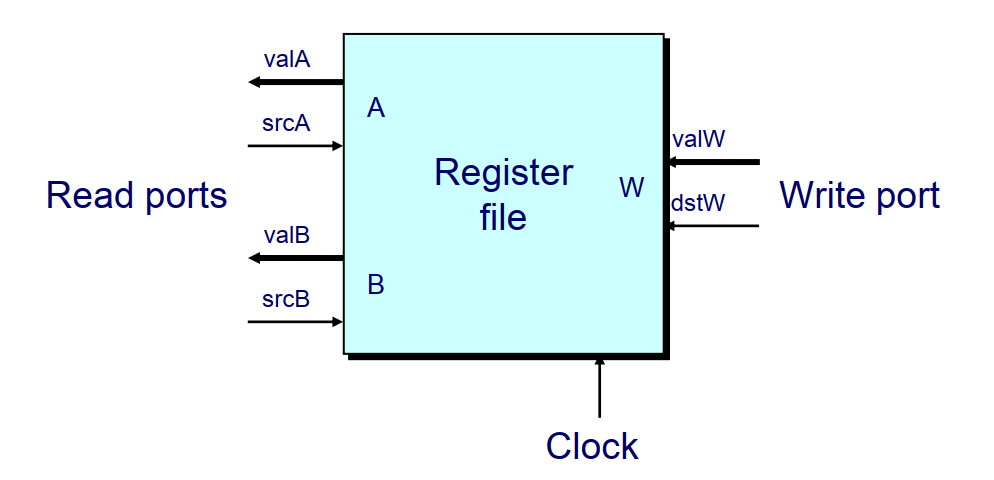 valA
A
srcA
Read ports
valB
B
srcB
Register
file
W
valW
dstW
Write port
Clock